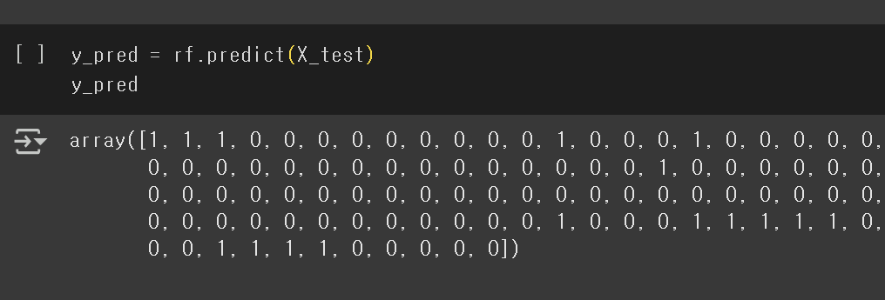 [ ] y_pred = rf.predict(X_test)
y_pred
array([1, 1, 1, 0, 0, 0, 0, 0, 0, 0, 0, 0, 1, 0, 0, 0, 1, 0, 0, 0, 0, 0,
0, 0, 0, 0, 0, 0, 0, 0, 0, 0, 0, 0, 0, 0, 0, 1, 0, 0, 0, 0, 0, 0,
0, 0, 0, 0, 0, 0, 0, 0, 0, 0, 0, 0, 0, 0, 0, 0, 0, 0, 0, 0, 0, 0,
0, 0, 0, 0, 0, 0, 0, 0, 0, 0, 0, 0, 1, 0, 0, 0, 1, 1, 1, 1, 1, 0,
0, 0, 1, 1, 1, 1, 0, 0, 0, 0, 0])